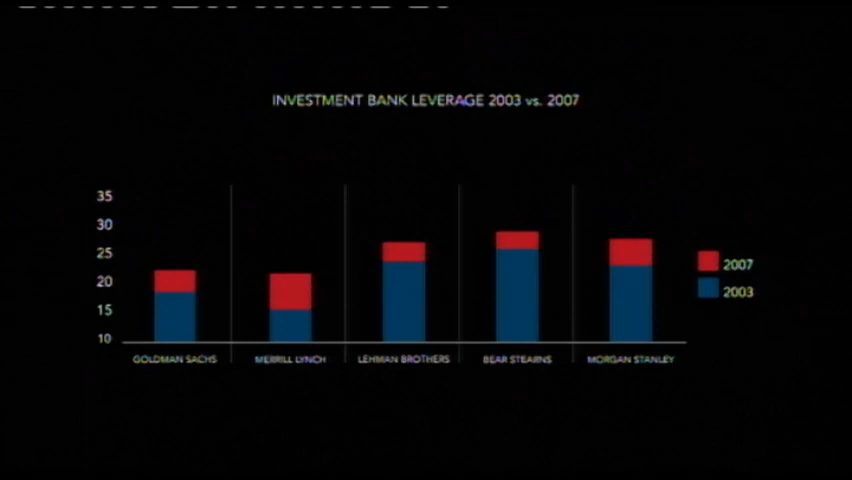 INVESTMENT BANK LEVERAGE 2003 vs. 2007
35
30
25
20
15
10
GOLDMAN SACHS
MERRILL LYNCH
LEHMAN BROTHERS
BEAR STEARNS
MORGAN STANLEY
2007
2003